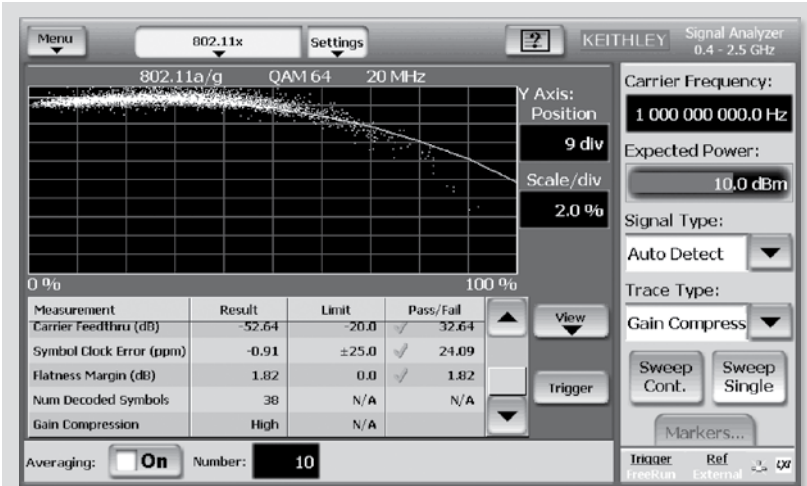 Menu
802.11x
Settings
?
KEITHLEY
Signal Analyzer
0.4 - 2.5 GHz
802.11a/g QAM 64 20 MHz
0 %
100 %
Y Axis:
Position
9 div
Scale/div
2.0 %
Measurement Result Limit Pass/Fail
Carrier Feedthru (dB) -52.64 -20.0 32.64
Symbol Clock Error (ppm) -0.91 ±25.0 24.09
Flatness Margin (dB) 1.82 0.0 1.82
Num Decoded Symbols 38 N/A N/A
Gain Compression High N/A
View
Trigger
Averaging: On Number: 10
Carrier Frequency:
1 000 000 000.0 Hz
Expected Power:
10.0 dBm
Signal Type:
Auto Detect
Trace Type:
Gain Compress
Sweep Cont.
Sweep Single
Markers...
Trigger Ref
FreeRun External
LXI